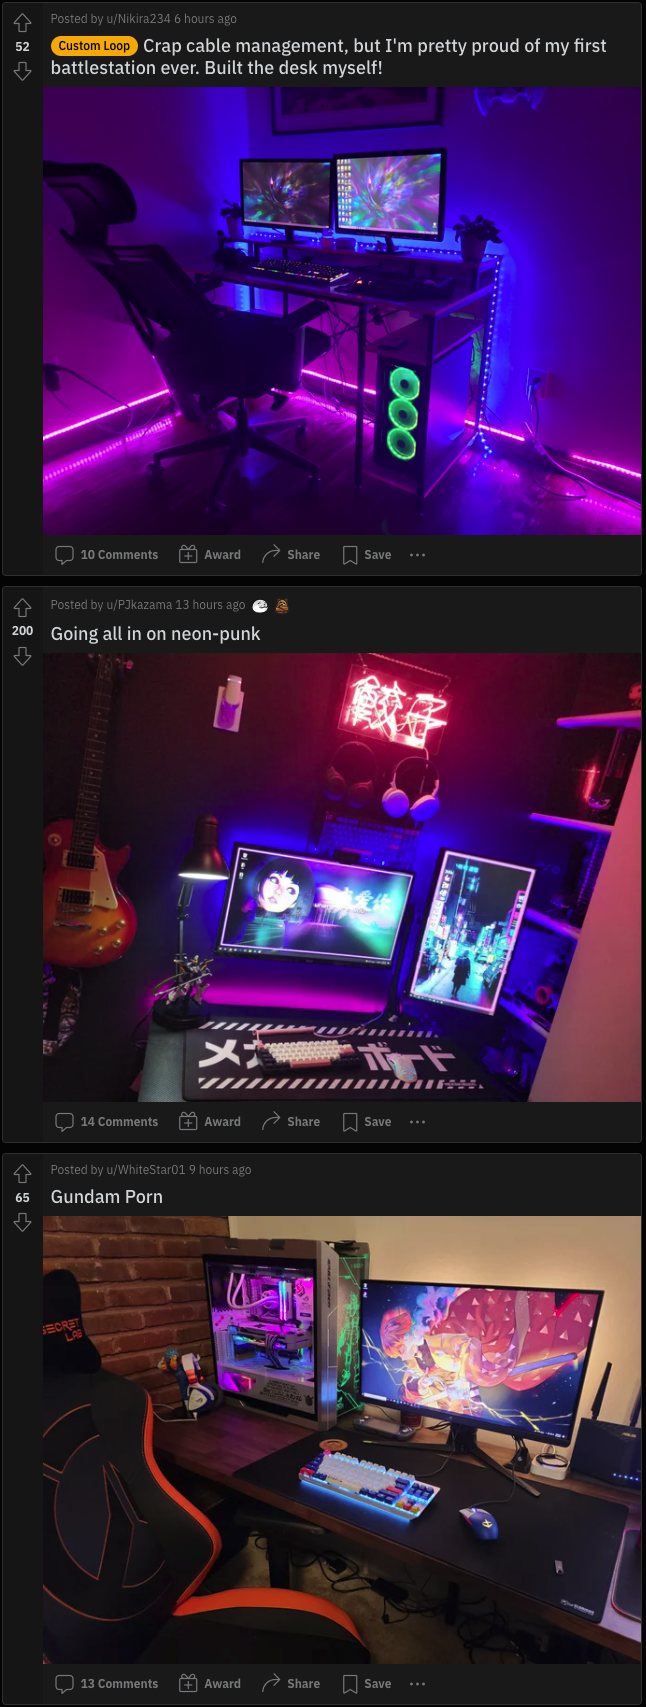 Posted by u/Nikira234 6 hours ago
52
Custom Loop Crap cable management, but I'm pretty proud of my first
battlestation ever. Built the desk myself!
10 Comments Award Share Save
Posted by u/PJkazama 13 hours ago
200
Going all in on neon-punk
餃子
14 Comments Award Share Save
Posted by u/WhiteStar01 9 hours ago
65
Gundam Porn
SECRET
LAB
13 Comments Award Share Save